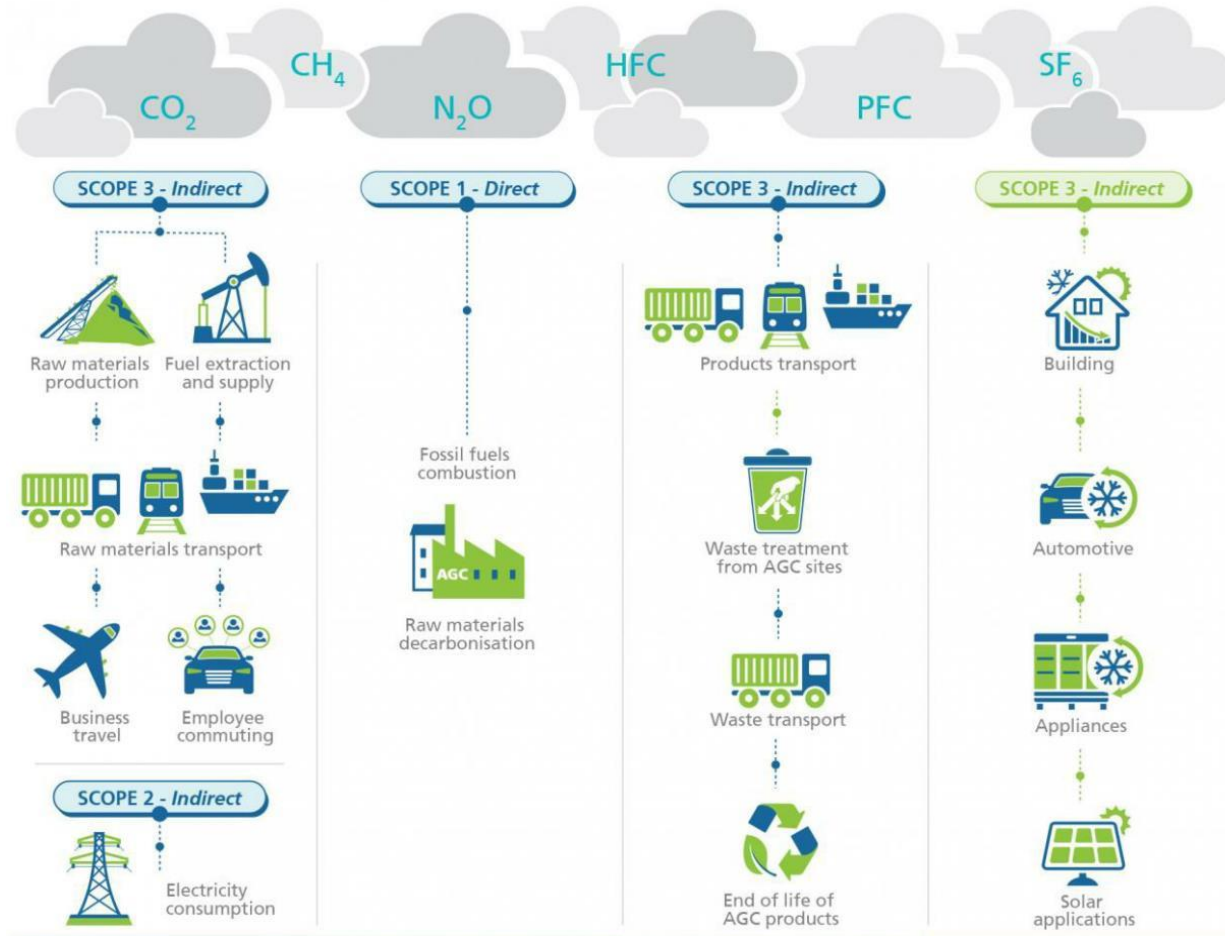 CO₂
CH₄
N₂O
HFC
PFC
SF₆
SCOPE 3 - Indirect
Raw materials
production
Fuel extraction
and supply
Raw materials transport
Business
travel
Employee
commuting
SCOPE 2 - Indirect
Electricity
consumption
SCOPE 1 - Direct
Fossil fuels
combustion
AGC
Raw materials
decarbonisation
SCOPE 3 - Indirect
Products transport
Waste treatment
from AGC sites
Waste transport
End of life of
AGC products
SCOPE 3 - Indirect
Building
Automotive
Appliances
Solar
applications